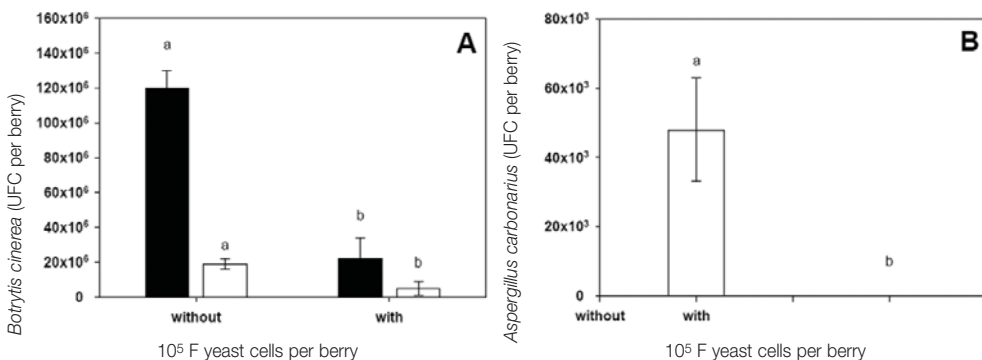 Botrytis cinerea (UFC per berry)
160x10⁶
140x10⁶
120x10⁶
100x10⁶
80x10⁶
60x10⁶
40x10⁶
20x10⁶
0
A
a
a
b
b
without
with
10⁵ F yeast cells per berry
Aspergillus carbonarius (UFC per berry)
80x10³
60x10³
40x10³
20x10³
0
B
a
b
without
with
10⁵ F yeast cells per berry